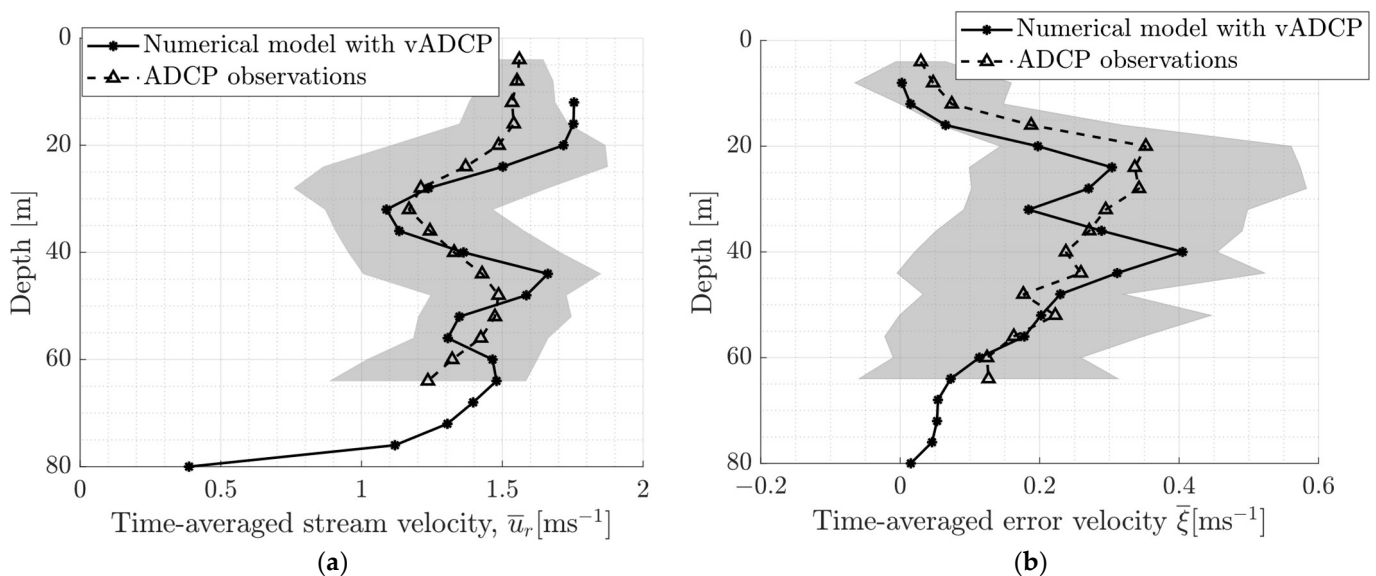 Numerical model with vADCP
ADCP observations
0
20
40
60
80
Depth [m]
0
0.5
1
1.5
2
Time-averaged stream velocity, u̅ᵣ[ms⁻¹]
(a)
Numerical model with vADCP
ADCP observations
0
20
40
60
80
Depth [m]
−0.2
0
0.2
0.4
0.6
Time-averaged error velocity ξ̅[ms⁻¹]
(b)